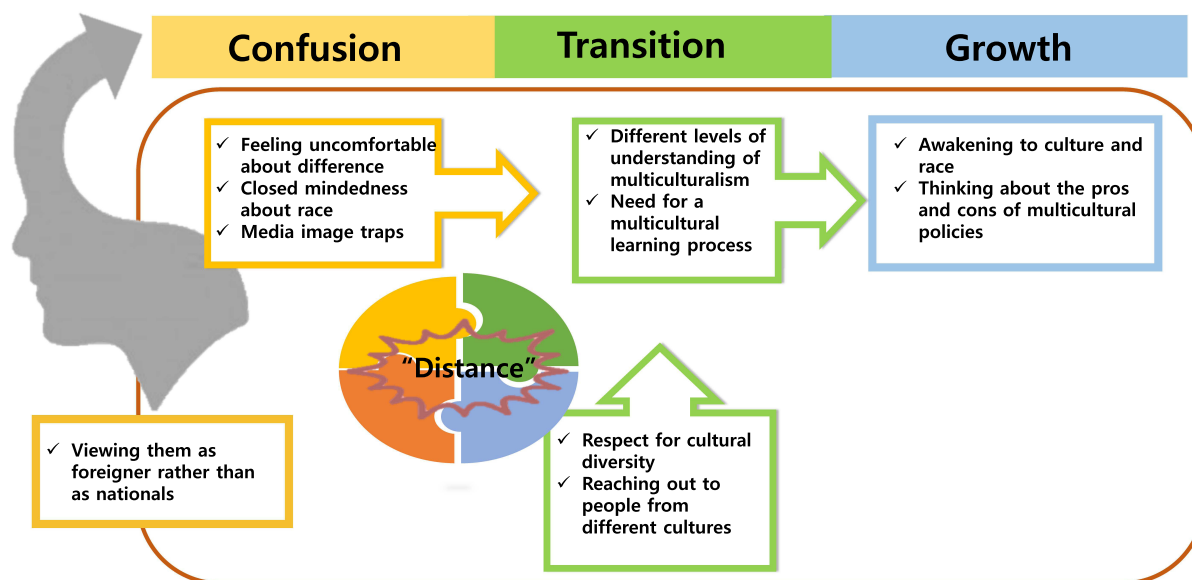 Confusion
Transition
Growth
✓ Feeling uncomfortable
about difference
✓ Closed mindedness
about race
✓ Media image traps
✓ Different levels of
understanding of
multiculturalism
✓ Need for a
multicultural
learning process
✓ Awakening to culture and
race
✓ Thinking about the pros
and cons of multicultural
policies
“Distance”
✓ Viewing them as
foreigner rather than
as nationals
✓ Respect for cultural
diversity
✓ Reaching out to
people from
different cultures